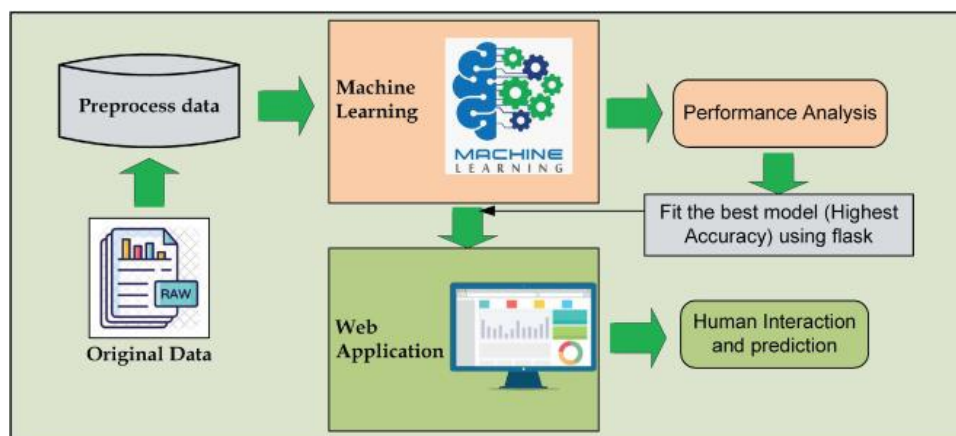 Preprocess data
Machine
Learning
MACHINE
LEARNING
Performance Analysis
Fit the best model (Highest
Accuracy) using flask
RAW
Original Data
Web
Application
Human Interaction
and prediction